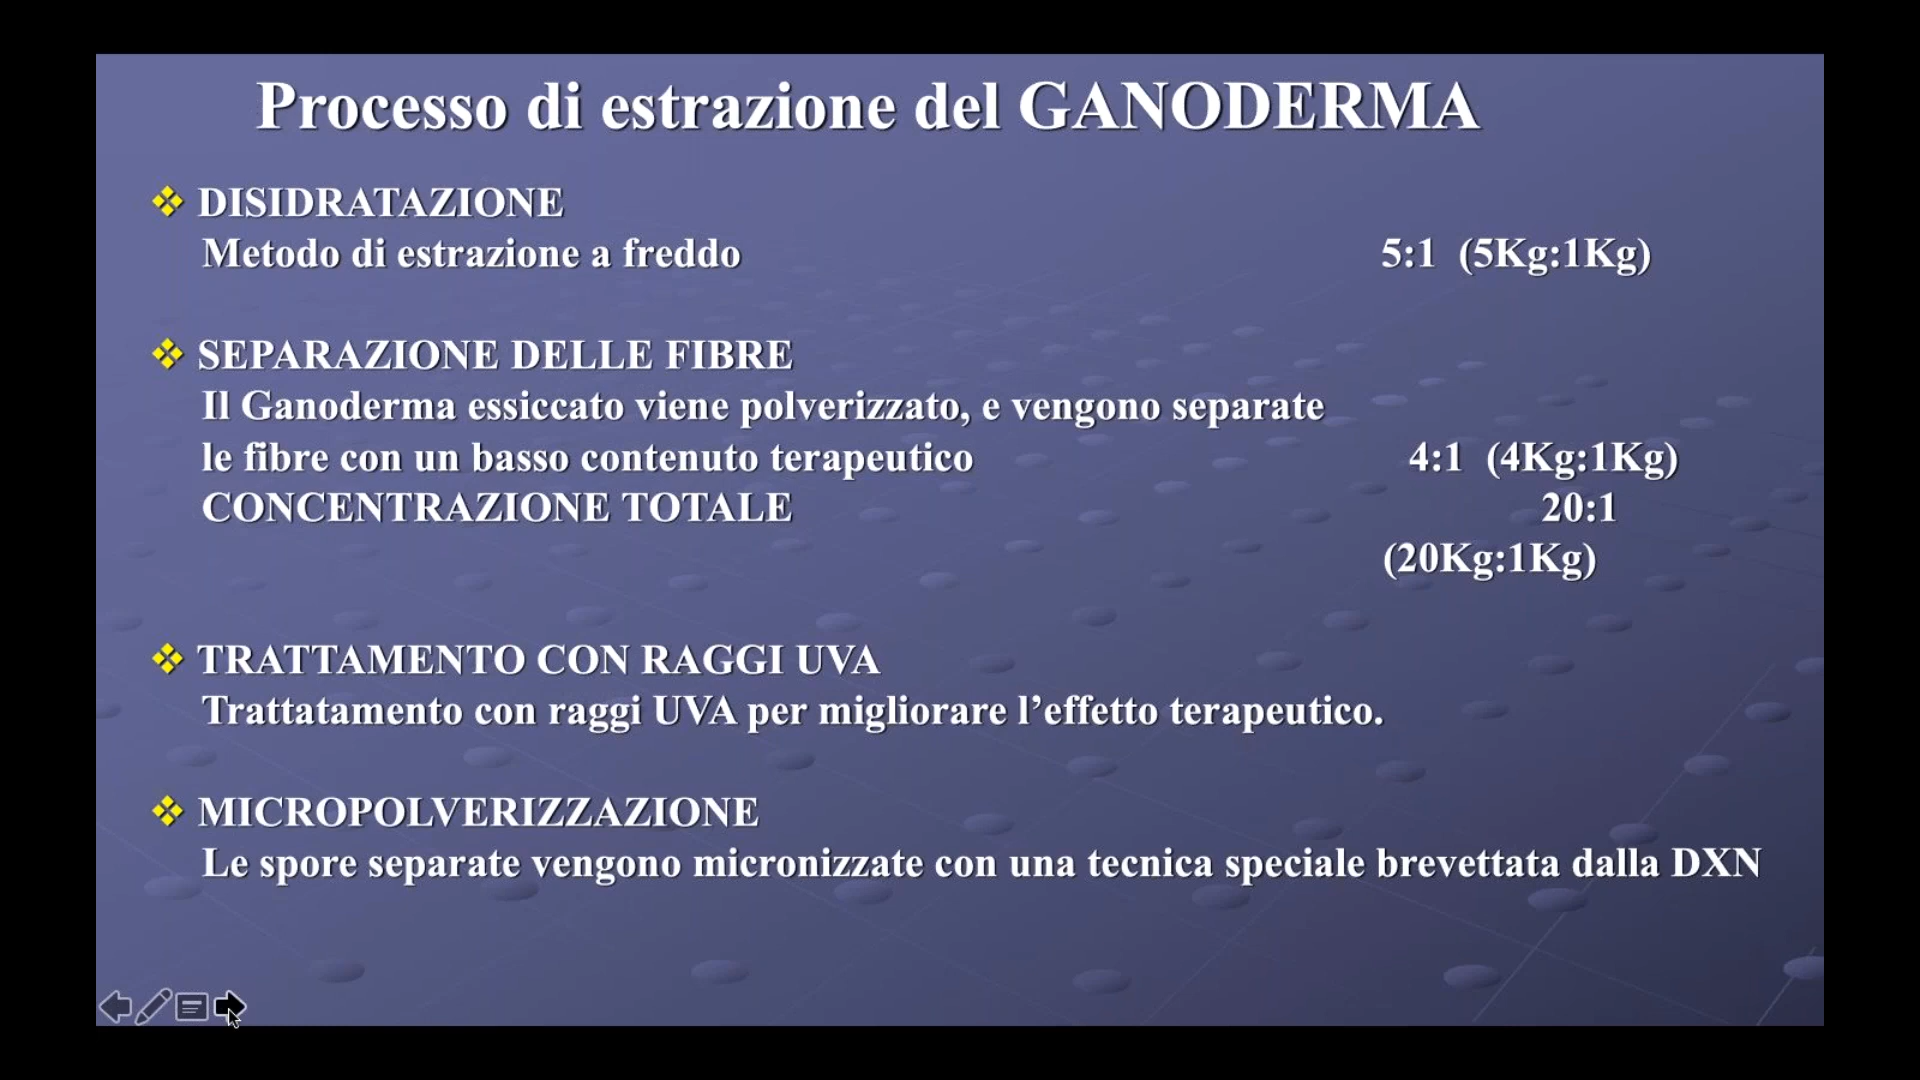 Processo di estrazione del GANODERMA
DISIDRATAZIONE
Metodo di estrazione a freddo 5:1 (5Kg:1Kg)
SEPARAZIONE DELLE FIBRE
Il Ganoderma essiccato viene polverizzato, e vengono separate
le fibre con un basso contenuto terapeutico 4:1 (4Kg:1Kg)
CONCENTRAZIONE TOTALE 20:1
(20Kg:1Kg)
TRATTAMENTO CON RAGGI UVA
Trattatamento con raggi UVA per migliorare l’effetto terapeutico.
MICROPOLVERIZZAZIONE
Le spore separate vengono micronizzate con una tecnica speciale brevettata dalla DXN